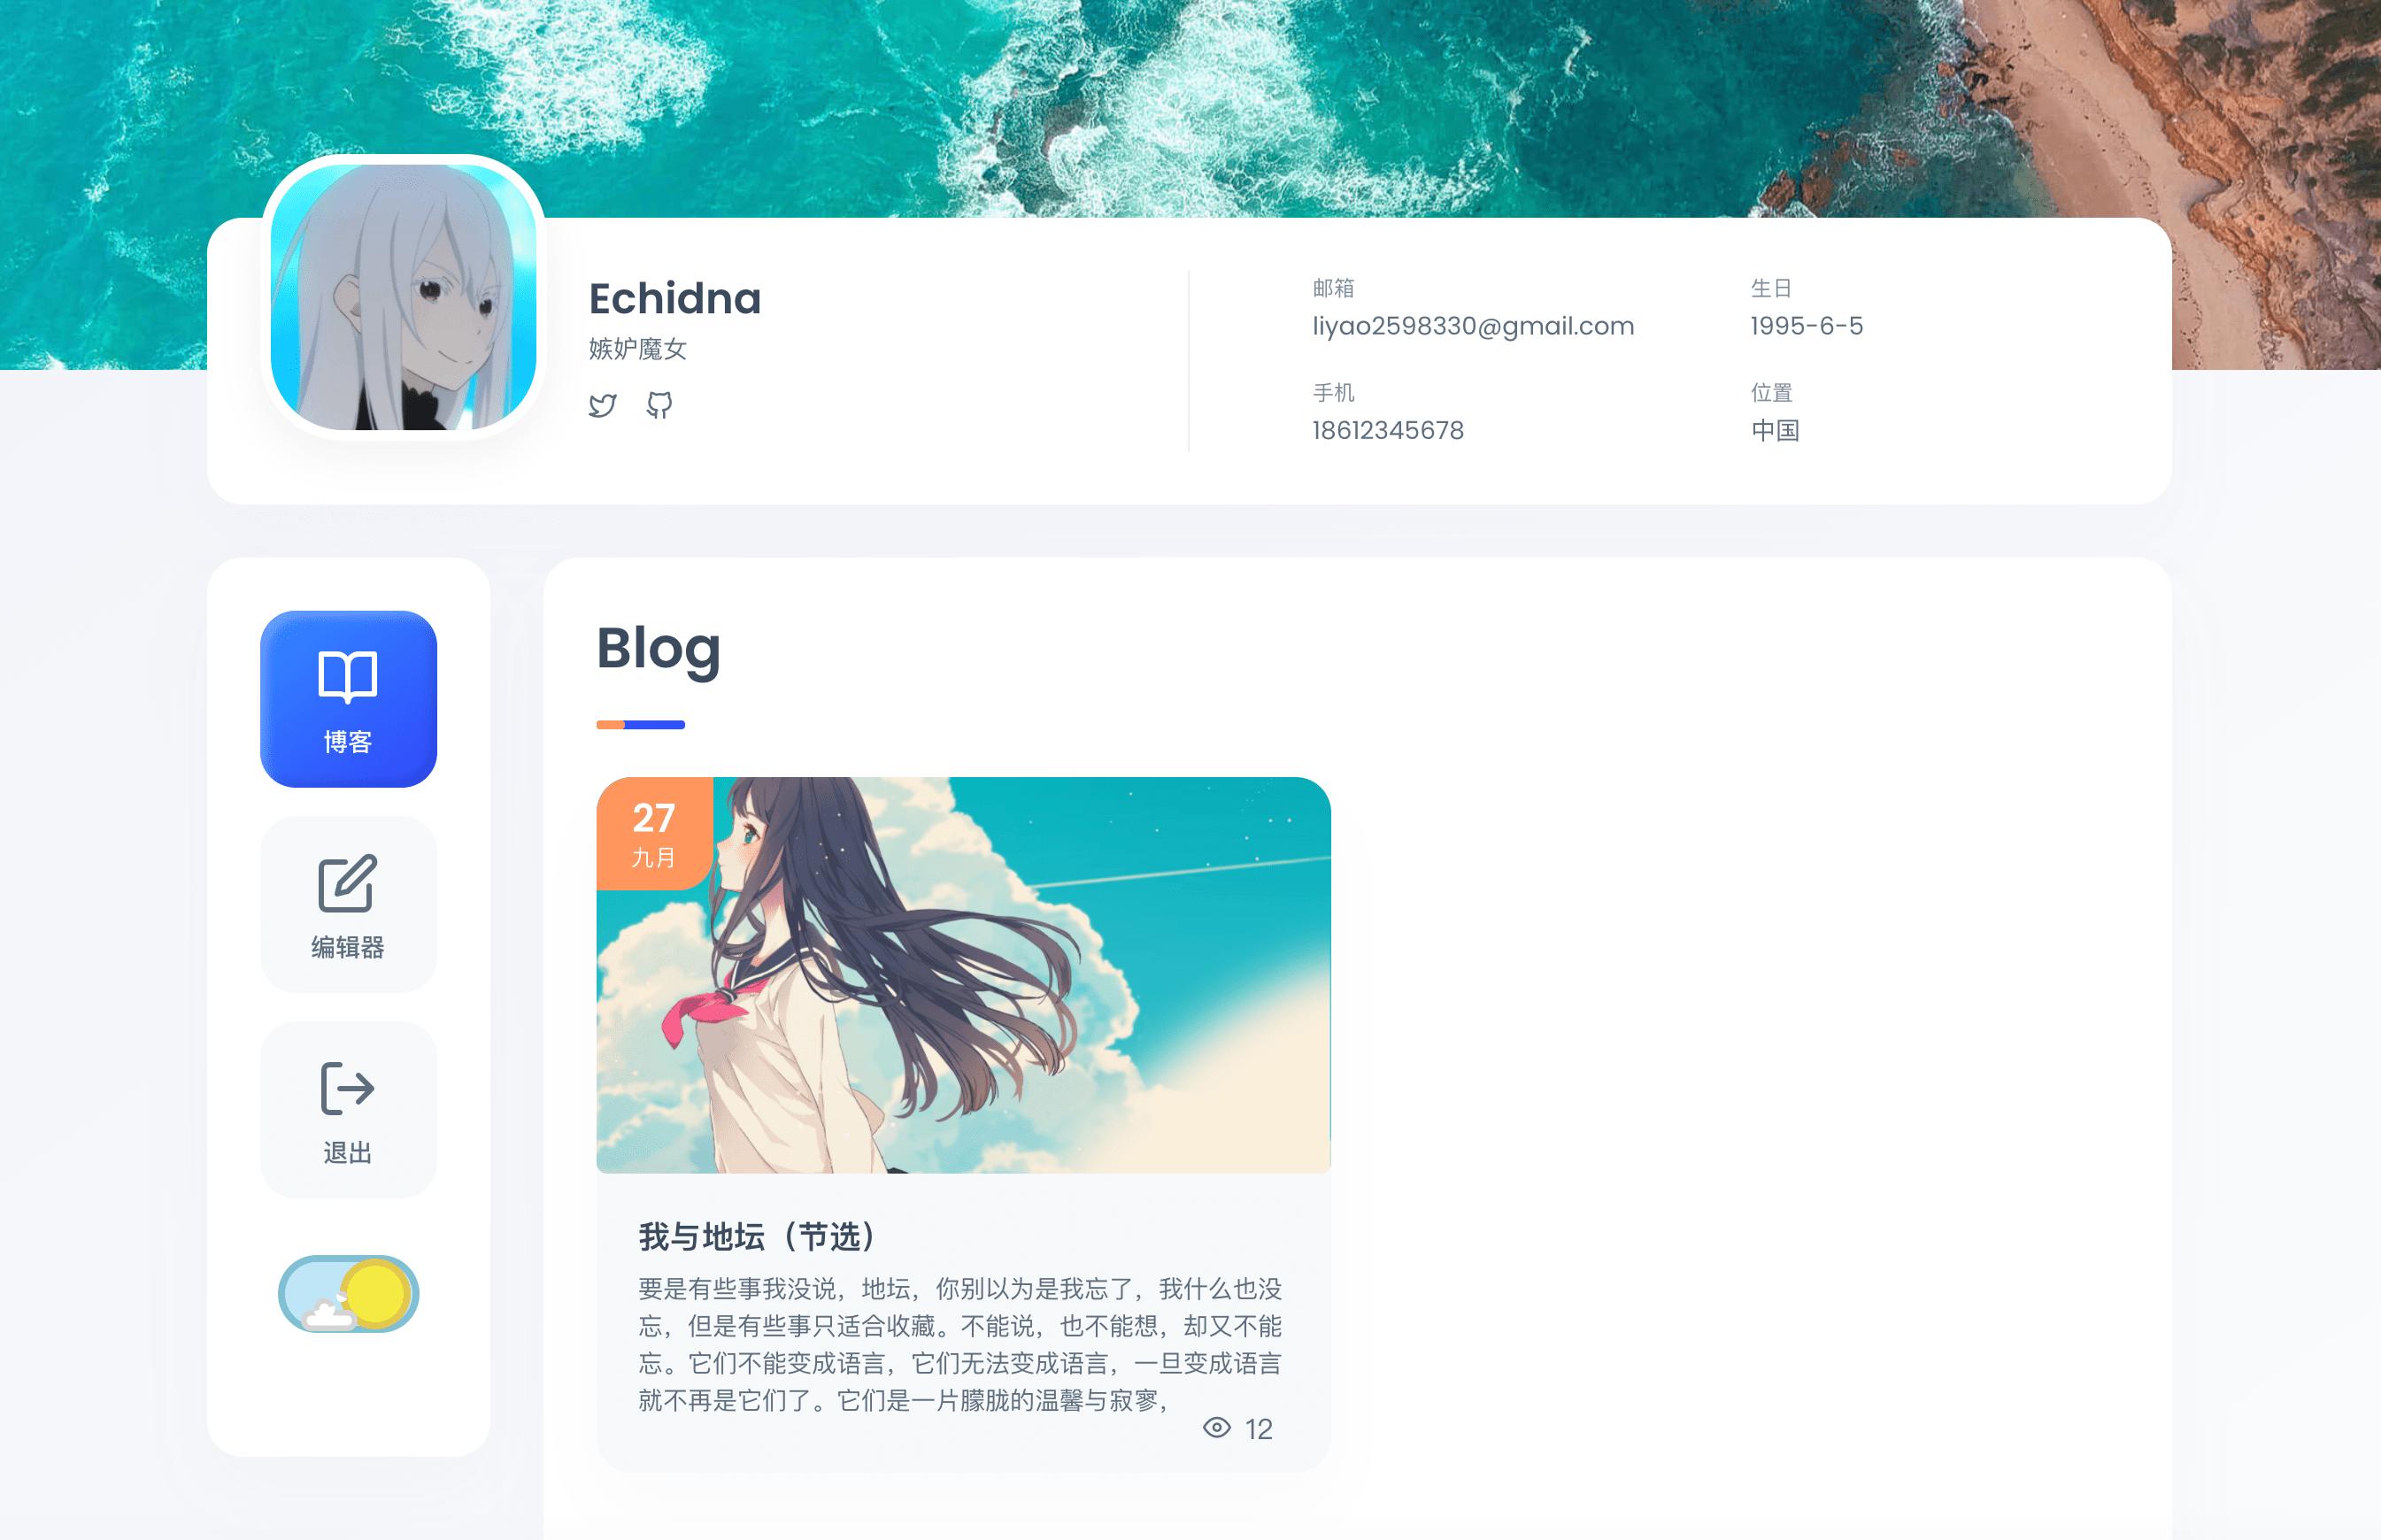 Echidna
嫉妒魔女
邮箱
liyao2598330@gmail.com
生日
1995-6-5
手机
18612345678
位置
中国
博客
编辑器
退出
Blog
27
九月
我与地坛（节选）
要是有些事我没说，地坛，你别以为是我忘了，我什么也没
忘，但是有些事只适合收藏。不能说，也不能想，却又不能
忘。它们不能变成语言，它们无法变成语言，一旦变成语言
就不再是它们了。它们是一片朦胧的温馨与寂寥，
12